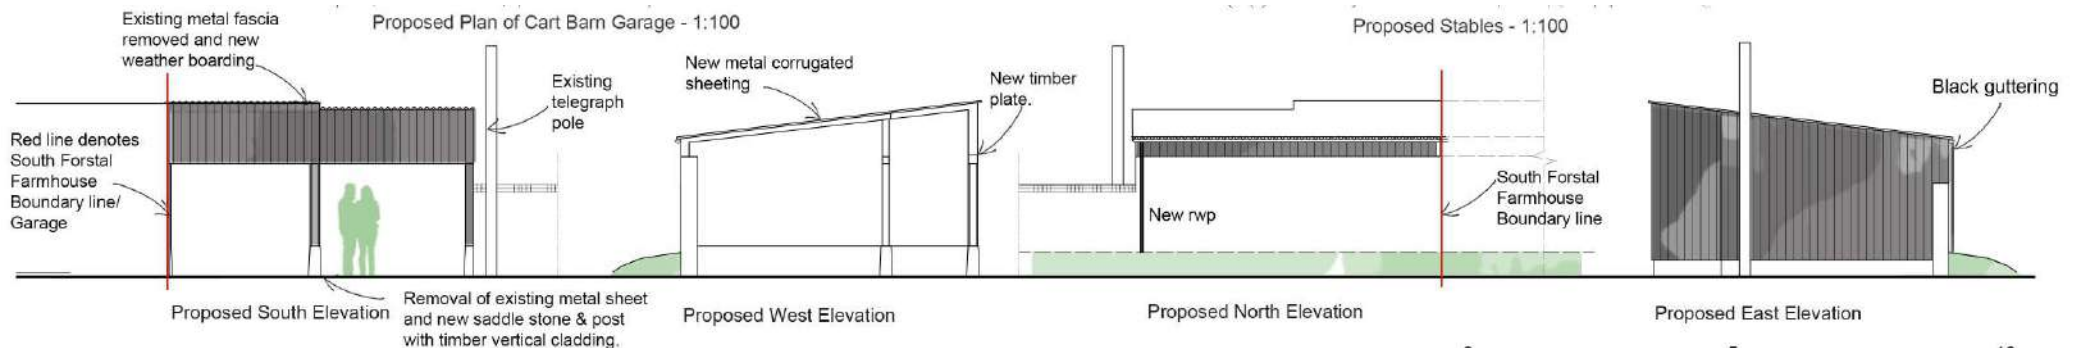 Proposed Plan of Cart Barn Garage - 1:100
Proposed Stables - 1:100
Existing metal fascia
removed and new
weather boarding
Existing
telegraph
pole
New metal corrugated
sheeting
New timber
plate.
Black guttering
Red line denotes
South Forstal
Farmhouse
Boundary line/
Garage
New rwp
South Forstal
Farmhouse
Boundary line
Proposed South Elevation
Removal of existing metal sheet
and new saddle stone & post
with timber vertical cladding.
Proposed West Elevation
Proposed North Elevation
Proposed East Elevation